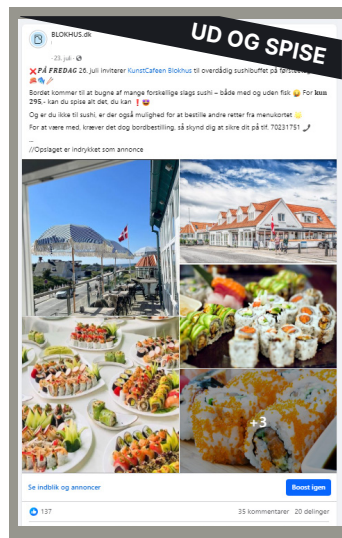 UD OG SPISE
BLOKHUS.dk
23. juli ·
❌ PÅ FREDAG 26. juli inviterer KunstCafeen Blokhus til overdådig sushibuffet på
Bordet kommer til at bugne af mange forskellige slags sushi – både med og uden fisk 😋 For kun
295,- kan du spise alt det, du kan ❗😍
Og er du ikke til sushi, er der også mulighed for at bestille andre retter fra menukortet 🌟
For at være med, kræver det dog bordbestilling, så skynd dig at sikre dit på tlf. 70231751 📞
--
//Opslaget er indrykket som annonce
+3
Se indblik og annoncer
Boost igen
137
35 kommentarer 20 delinger